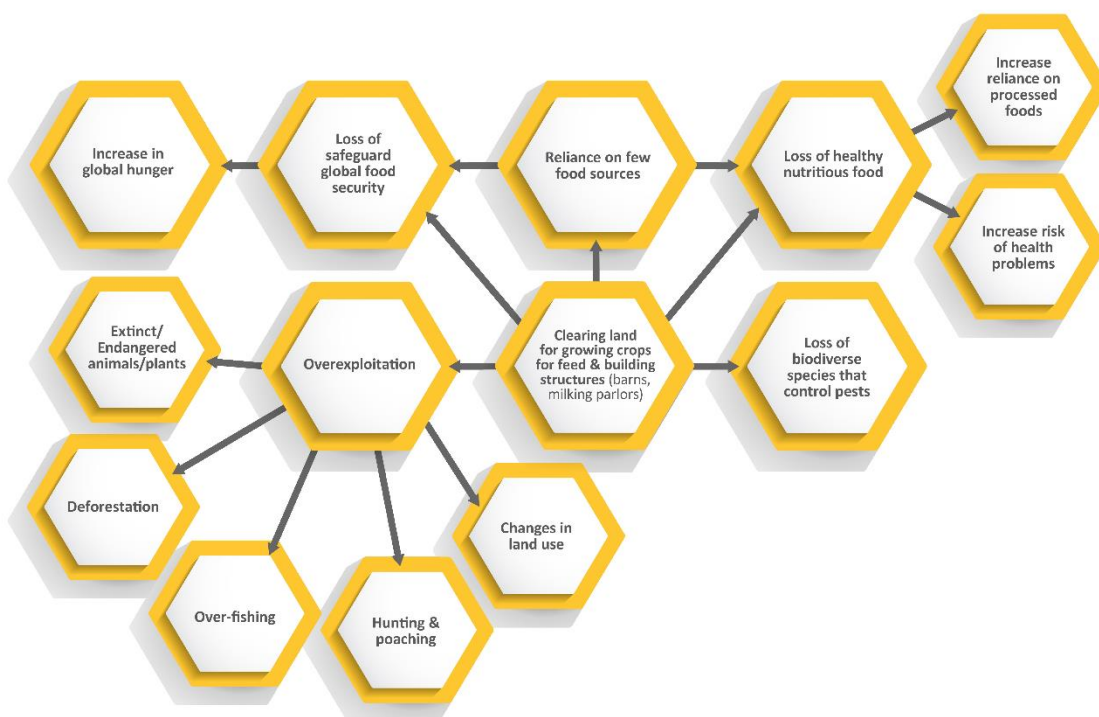 Increase in
global hunger
Loss of
safeguard
global food
security
Reliance on few
food sources
Loss of healthy
nutritious food
Increase
reliance on
processed
foods
Increase risk
of health
problems
Extinct/
Endangered
animals/plants
Overexploitation
Clearing land
for growing crops
for feed & building
structures (barns,
milking parlors)
Loss of
biodiverse
species that
control pests
Deforestation
Over-fishing
Hunting &
poaching
Changes in
land use